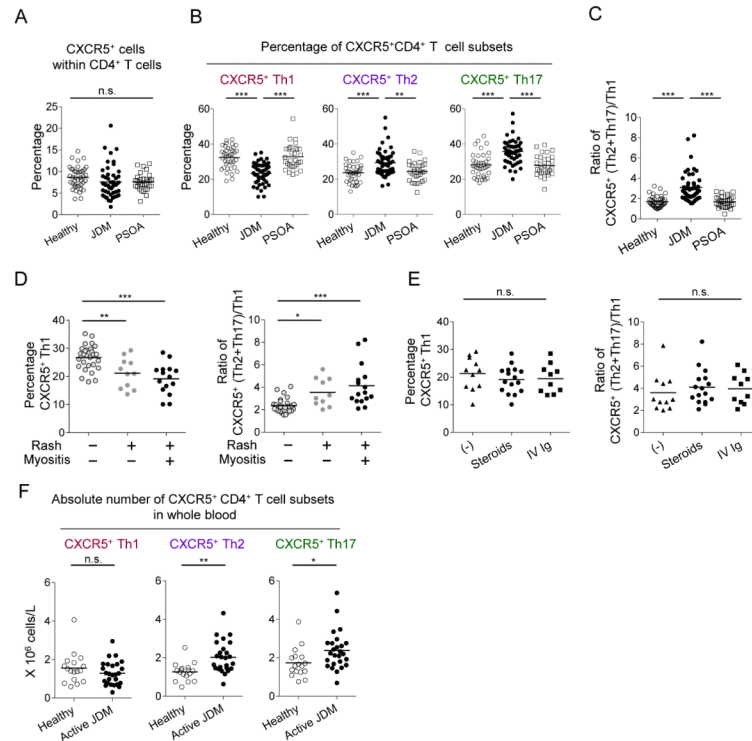 A
CXCR5⁺ cells
within CD4⁺ T cells
n.s.
Percentage
25
20
15
10
5
0
Healthy
JDM
PSOA
B
Percentage of CXCR5⁺CD4⁺ T cell subsets
CXCR5⁺ Th1
CXCR5⁺ Th2
CXCR5⁺ Th17
*** ***
*** **
*** ***
Percentage
60
40
20
0
Healthy
JDM
PSOA
60
40
20
0
Healthy
JDM
PSOA
60
40
20
0
Healthy
JDM
PSOA
C
*** ***
Ratio of
CXCR5⁺ (Th2+Th17)/Th1
10
8
6
4
2
0
Healthy
JDM
PSOA
D
***
**
Percentage
CXCR5⁺ Th1
40
30
20
10
0
Rash – + +
Myositis – – +
***
*
Ratio of
CXCR5⁺ (Th2+Th17)/Th1
10
8
6
4
2
0
Rash – + +
Myositis – – +
E
n.s.
Percentage
CXCR5⁺ Th1
40
30
20
10
0
(-)
Steroids
IV Ig
n.s.
Ratio of
CXCR5⁺ (Th2+Th17)/Th1
10
8
6
4
2
0
(-)
Steroids
IV Ig
F
Absolute number of CXCR5⁺ CD4⁺ T cell subsets
in whole blood
CXCR5⁺ Th1
CXCR5⁺ Th2
CXCR5⁺ Th17
n.s.
**
*
X 10⁶ cells/L
6
4
2
0
Healthy
Active JDM
6
4
2
0
Healthy
Active JDM
6
4
2
0
Healthy
Active JDM